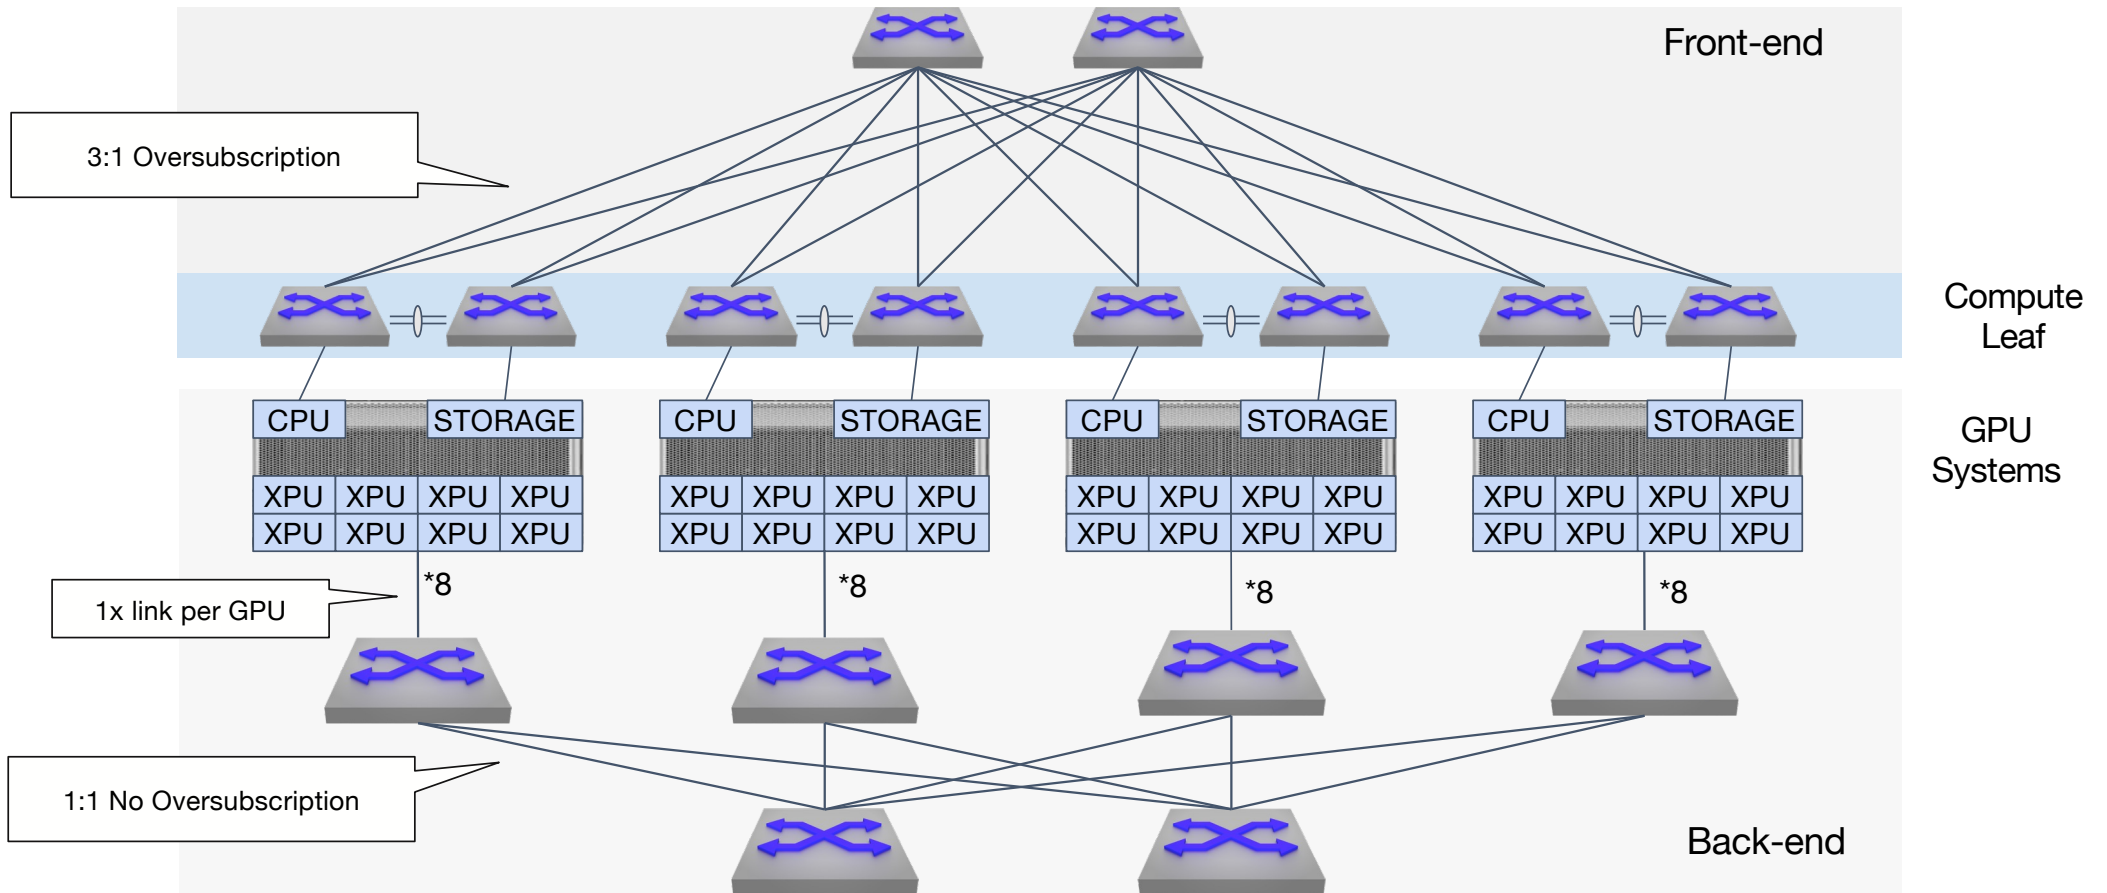 Front-end
3:1 Oversubscription
Compute
Leaf
CPU STORAGE CPU STORAGE CPU STORAGE CPU STORAGE
GPU
Systems
XPU XPU XPU XPU XPU XPU XPU XPU XPU XPU XPU XPU XPU XPU XPU XPU
XPU XPU XPU XPU XPU XPU XPU XPU XPU XPU XPU XPU XPU XPU XPU XPU
*8 *8 *8 *8
1x link per GPU
1:1 No Oversubscription
Back-end